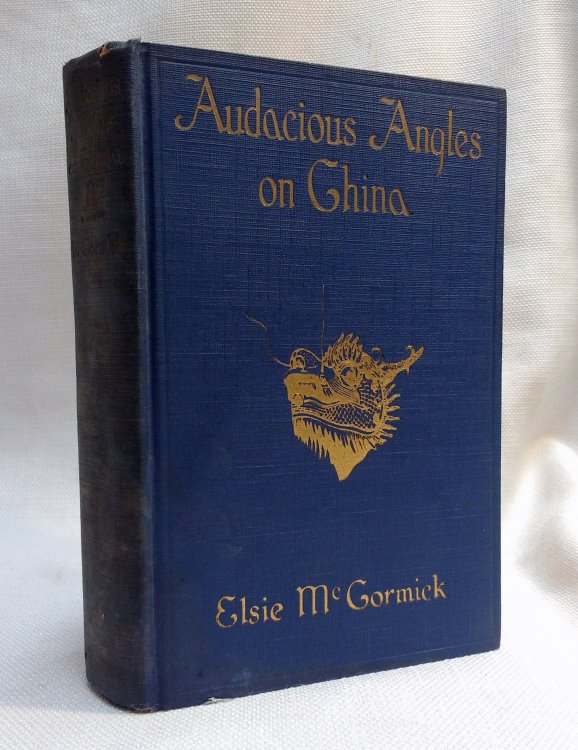 Audacious Angles
on China
Elsie McCormick